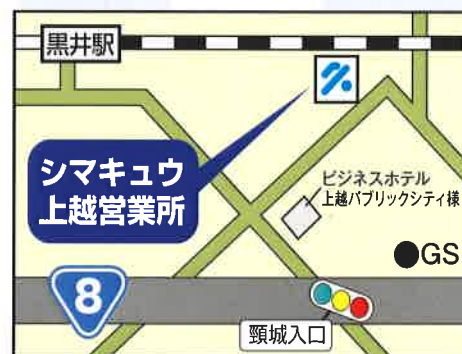 黒井駅
シマキュウ
上越営業所
ビジネスホテル
上越パブリックシティ様
GS
8
頸城入口